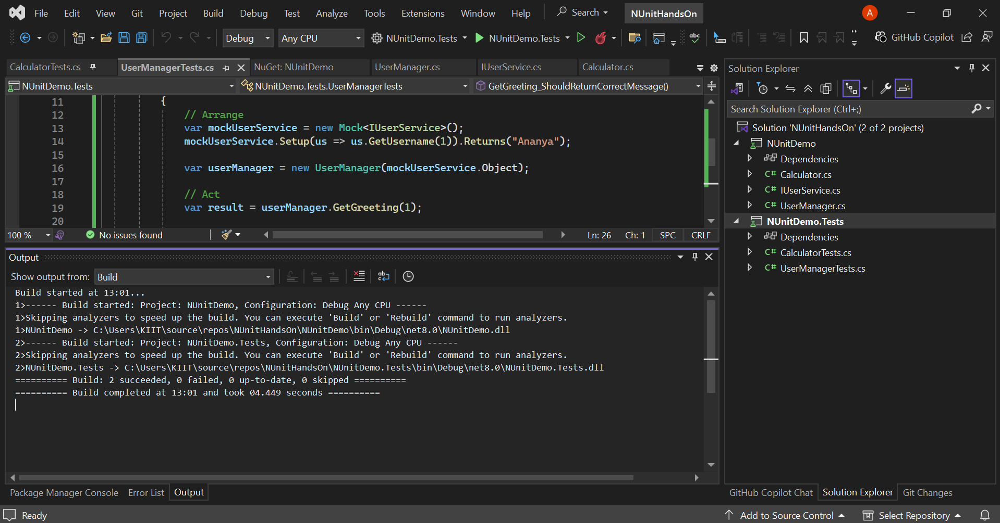 File Edit View Git Project Build Debug Test Analyze Tools Extensions Window Help Search NUnitHandsOn A
Debug Any CPU NUnitDemo.Tests NUnitDemo.Tests abc GitHub Copilot
CalculatorTests.cs UserManagerTests.cs NuGet: NUnitDemo UserManager.cs IUserService.cs Calculator.cs
NUnitDemo.Tests NUnitDemo.Tests.UserManagerTests GetGreeting_ShouldReturnCorrectMessage()
11 {
12 // Arrange
13 var mockUserService = new Mock<IUserService>();
14 mockUserService.Setup(us => us.GetUsername(1)).Returns("Ananya");
15
16 var userManager = new UserManager(mockUserService.Object);
17
18 // Act
19 var result = userManager.GetGreeting(1);
20
100 % No issues found Ln: 26 Ch: 1 SPC CRLF
Output
Show output from: Build
Build started at 13:01...
1>------ Build started: Project: NUnitDemo, Configuration: Debug Any CPU ------
1>Skipping analyzers to speed up the build. You can execute 'Build' or 'Rebuild' command to run analyzers.
1>NUnitDemo -> C:\Users\KIIT\source\repos\NUnitHandsOn\NUnitDemo\bin\Debug\net8.0\NUnitDemo.dll
2>------ Build started: Project: NUnitDemo.Tests, Configuration: Debug Any CPU ------
2>Skipping analyzers to speed up the build. You can execute 'Build' or 'Rebuild' command to run analyzers.
2>NUnitDemo.Tests -> C:\Users\KIIT\source\repos\NUnitHandsOn\NUnitDemo.Tests\bin\Debug\net8.0\NUnitDemo.Tests.dll
========== Build: 2 succeeded, 0 failed, 0 up-to-date, 0 skipped ==========
========== Build completed at 13:01 and took 04.449 seconds ==========
Package Manager Console Error List Output
Solution Explorer
Search Solution Explorer (Ctrl+;)
Solution 'NUnitHandsOn' (2 of 2 projects)
NUnitDemo
Dependencies
C# Calculator.cs
C# IUserService.cs
C# UserManager.cs
NUnitDemo.Tests
Dependencies
C# CalculatorTests.cs
C# UserManagerTests.cs
GitHub Copilot Chat Solution Explorer Git Changes
Ready Add to Source Control Select Repository